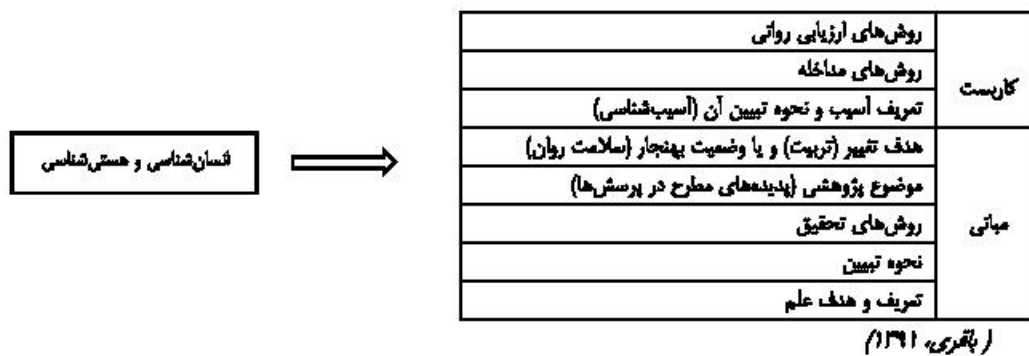 روش‌های ارزیابی روانی
روش‌های مداخله
کاربست
تعریف آسیب و نحوه تبیین آن (آسیب‌شناسی)
هدف تغییر (تربیت) و یا وضعیت بهنجار (سلامت روان)
انسان‌شناسی و هستی‌شناسی
موضوع پژوهشی (پدیده‌های مطرح در پرسش‌ها)
مبانی
روش‌های تحقیق
نحوه تبیین
تعریف و هدف علم
(باقری، ۱۳۹۱)